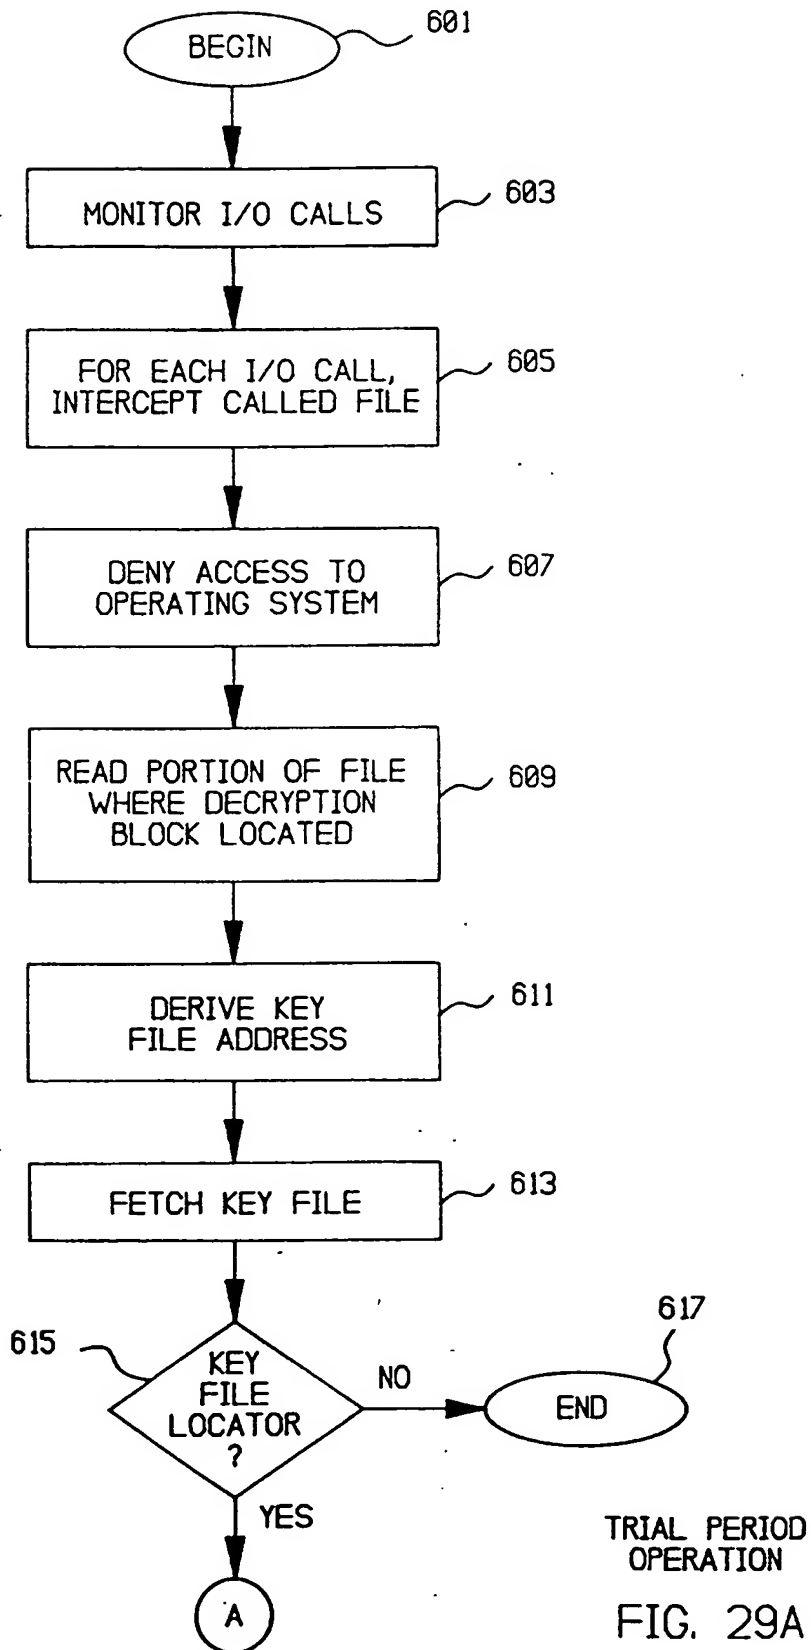 BEGIN
601
MONITOR I/O CALLS
603
FOR EACH I/O CALL,
INTERCEPT CALLED FILE
605
DENY ACCESS TO
OPERATING SYSTEM
607
READ PORTION OF FILE
WHERE DECRYPTION
BLOCK LOCATED
609
DERIVE KEY
FILE ADDRESS
611
FETCH KEY FILE
613
615
KEY
FILE
LOCATOR
?
NO
617
END
YES
A
TRIAL PERIOD
OPERATION
FIG. 29A